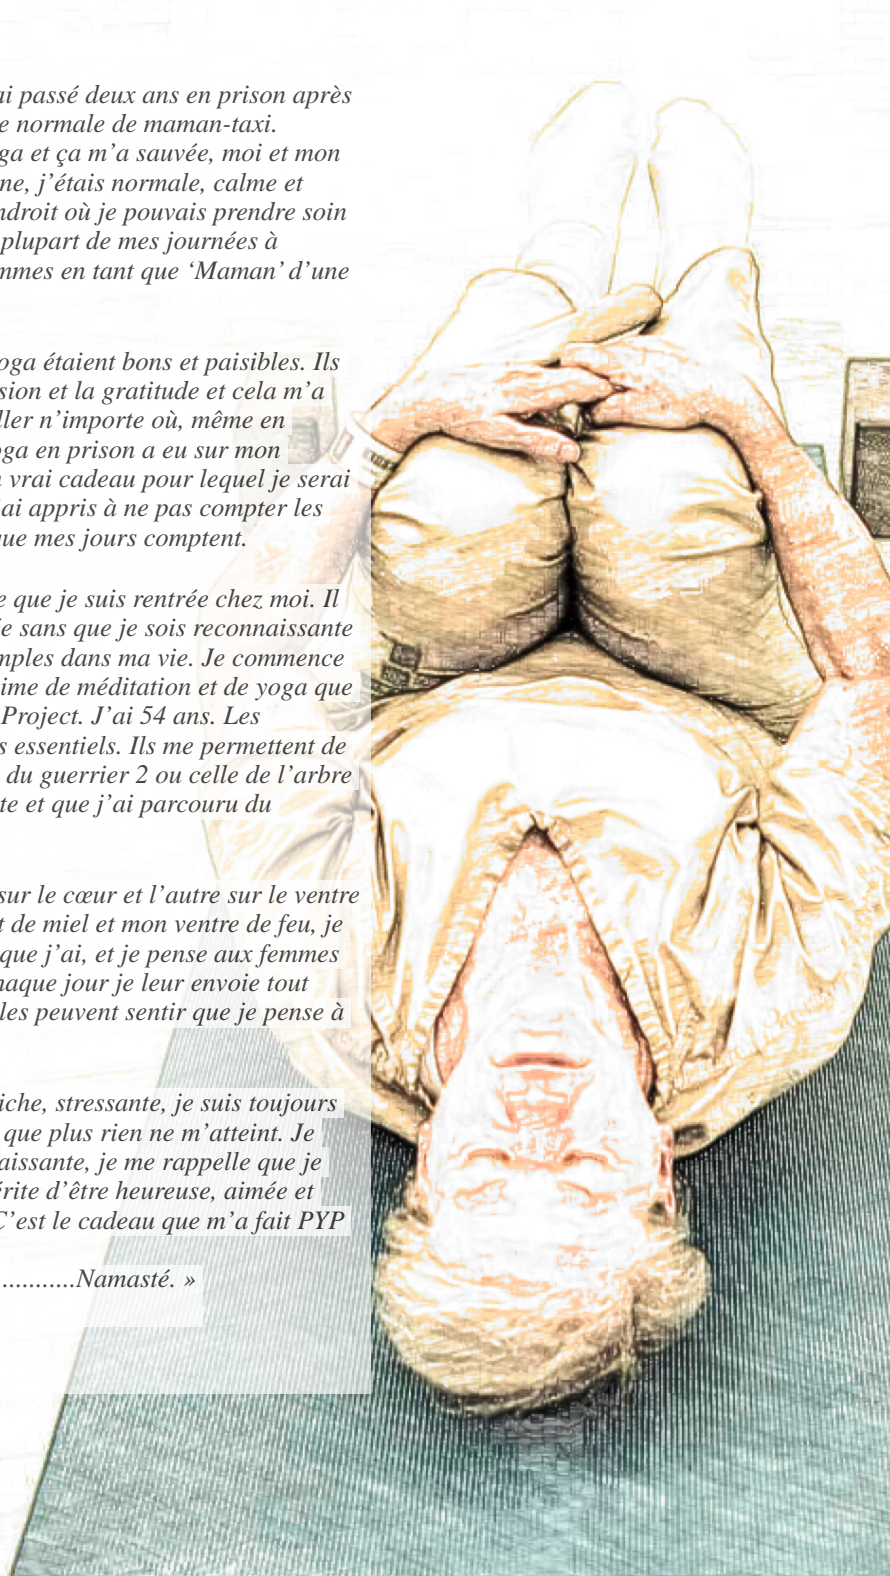 ai passé deux ans en prison après
e normale de maman-taxi.
ga et ça m’a sauvée, moi et mon
ne, j’étais normale, calme et
ndroit où je pouvais prendre soin
plupart de mes journées à
mmes en tant que ‘Maman’ d’une
oga étaient bons et paisibles. Ils
sion et la gratitude et cela m’a
ller n’importe où, même en
ga en prison a eu sur mon
vrai cadeau pour lequel je serai
ai appris à ne pas compter les
que mes jours comptent.
e que je suis rentrée chez moi. Il
e sans que je sois reconnaissante
mples dans ma vie. Je commence
ime de méditation et de yoga que
Project. J’ai 54 ans. Les
s essentiels. Ils me permettent de
du guerrier 2 ou celle de l’arbre
te et que j’ai parcouru du
sur le cœur et l’autre sur le ventre
t de miel et mon ventre de feu, je
que j’ai, et je pense aux femmes
haque jour je leur envoie tout
les peuvent sentir que je pense à
iche, stressante, je suis toujours
que plus rien ne m’atteint. Je
aissante, je me rappelle que je
érite d’être heureuse, aimée et
C’est le cadeau que m’a fait PYP
...........Namasté. »